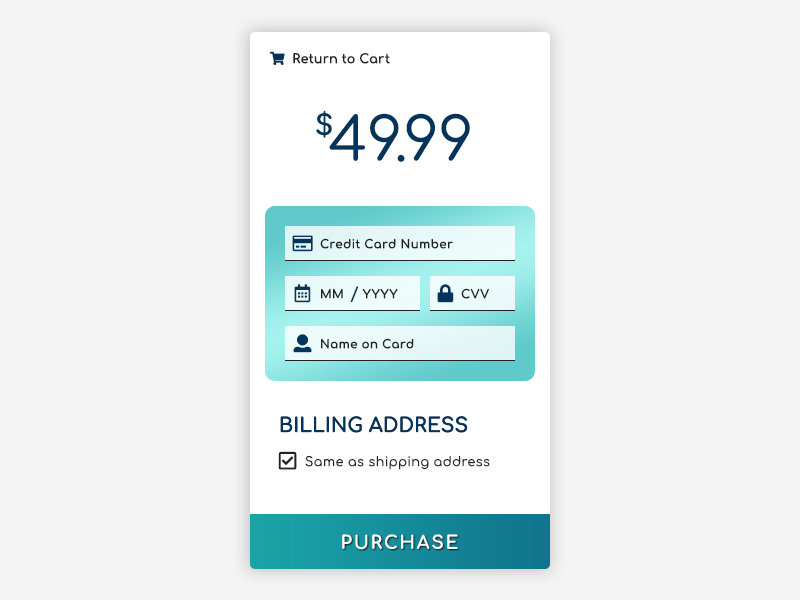 Return to Cart
$49.99
Credit Card Number
MM / YYYY
CVV
Name on Card
BILLING ADDRESS
Same as shipping address
PURCHASE